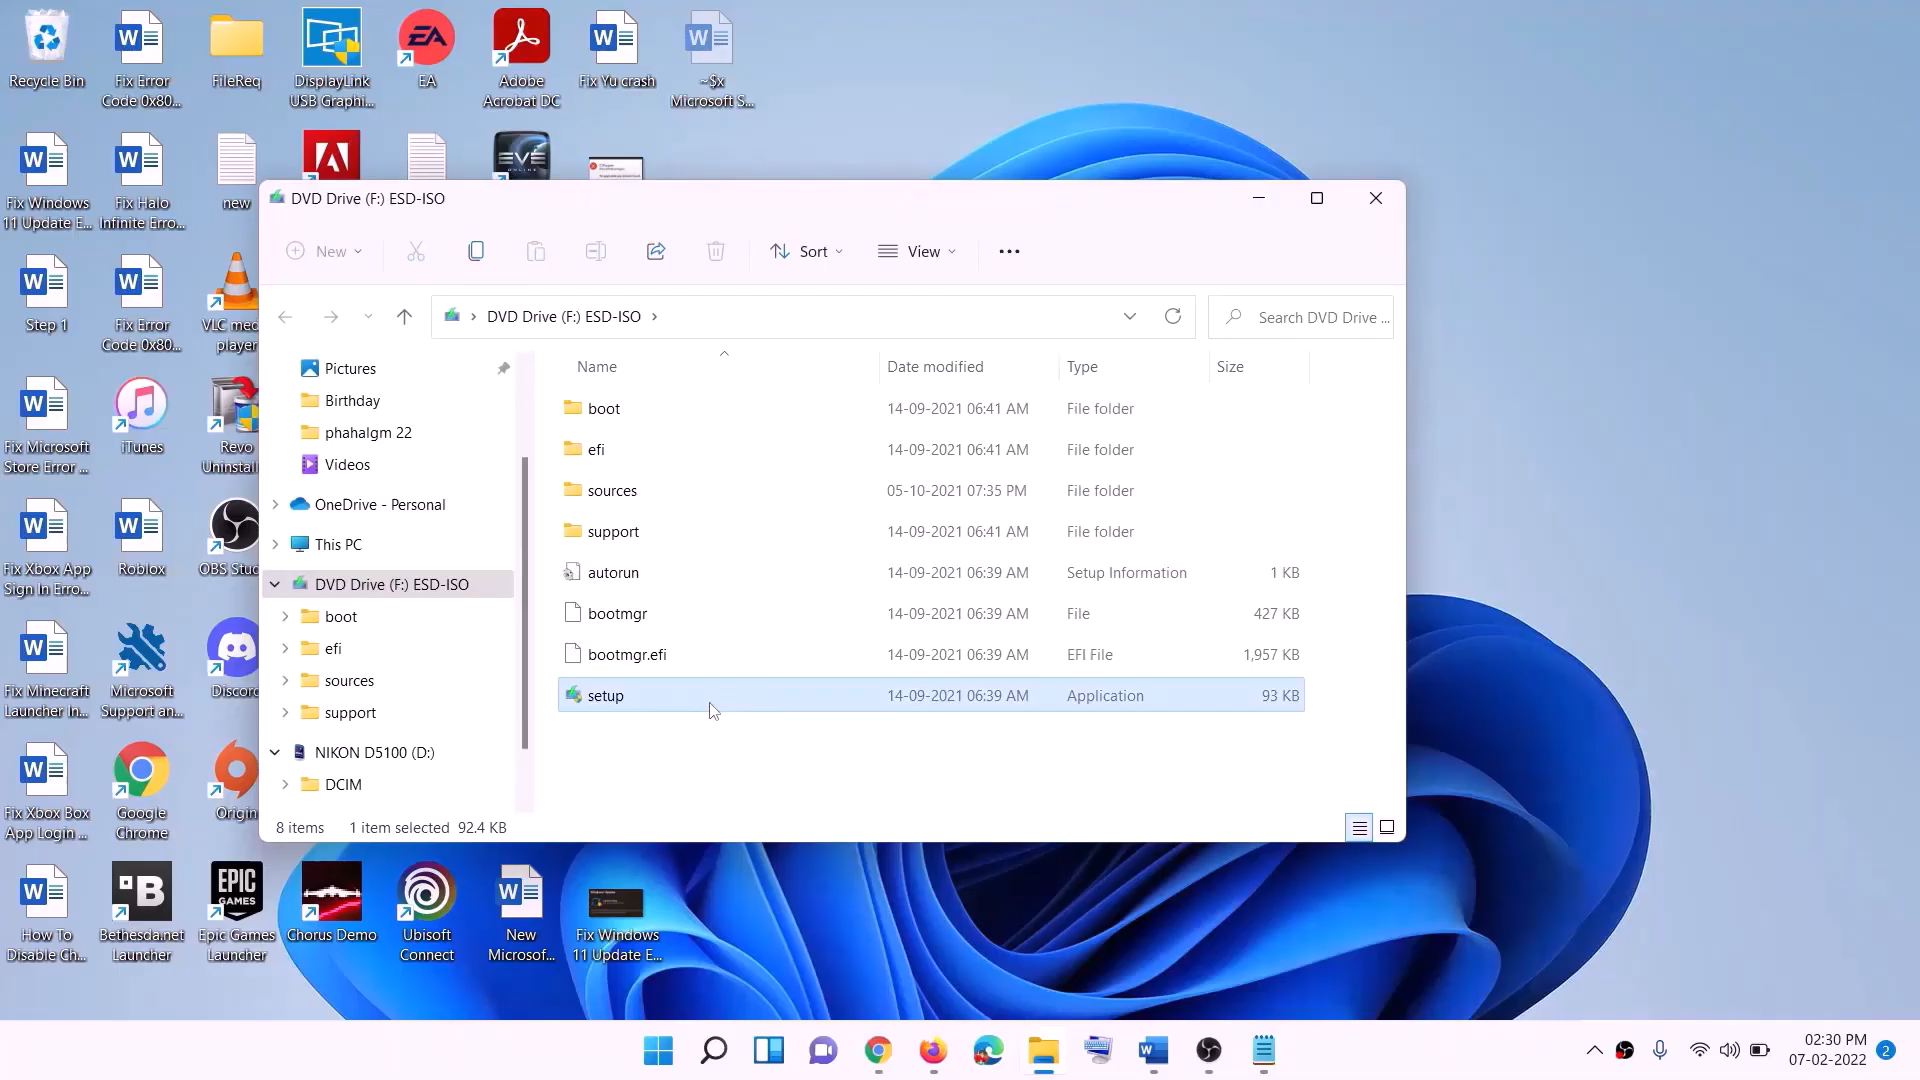 Recycle Bin
Fix Error
Code 0x80...
FileReq
DisplayLink
USB Graphi...
EA
Adobe
Acrobat DC
Fix Yu crash
~$x
Microsoft S...
Fix Windows
11 Update E...
Fix Halo
Infinite Erro...
new
EVE
ONLINE
Step 1
Fix Error
Code 0x80...
VLC med
player
Fix Microsoft
Store Error ...
iTunes
Revo
Uninstall
Fix Xbox App
Sign In Erro...
Roblox
OBS Stud
Fix Minecraft
Launcher In...
Microsoft
Support an...
Discord
Fix Xbox Box
App Login ...
Google
Chrome
Origin
How To
Disable Ch...
Bethesda.net
Launcher
EPIC
GAMES
Epic Games
Launcher
Chorus Demo
Ubisoft
Connect
New
Microsof...
Fix Windows
11 Update E...
DVD Drive (F:) ESD-ISO
New
Sort
View
DVD Drive (F:) ESD-ISO
Search DVD Drive ...
Pictures
Birthday
phahalgm 22
Videos
OneDrive - Personal
This PC
DVD Drive (F:) ESD-ISO
boot
efi
sources
support
NIKON D5100 (D:)
DCIM
Name Date modified Type Size
boot 14-09-2021 06:41 AM File folder
efi 14-09-2021 06:41 AM File folder
sources 05-10-2021 07:35 PM File folder
support 14-09-2021 06:41 AM File folder
autorun 14-09-2021 06:39 AM Setup Information 1 KB
bootmgr 14-09-2021 06:39 AM File 427 KB
bootmgr.efi 14-09-2021 06:39 AM EFI File 1,957 KB
setup 14-09-2021 06:39 AM Application 93 KB
8 items 1 item selected 92.4 KB
02:30 PM
07-02-2022
2